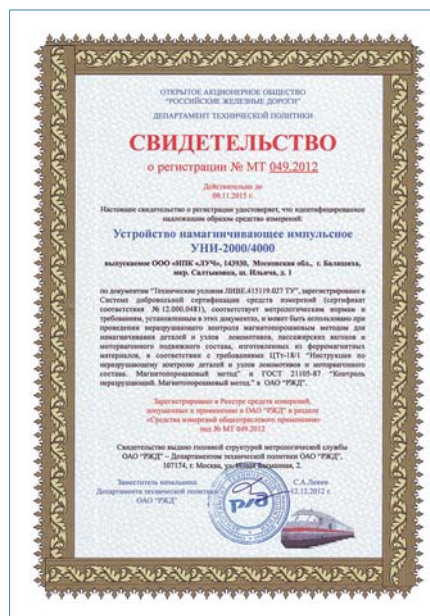 ОТКРЫТОЕ АКЦИОНЕРНОЕ ОБЩЕСТВО
"РОССИЙСКИЕ ЖЕЛЕЗНЫЕ ДОРОГИ"
ДЕПАРТАМЕНТ ТЕХНИЧЕСКОЙ ПОЛИТИКИ
СВИДЕТЕЛЬСТВО
о регистрации № МТ 049.2012
Действительно до
09.11.2015 г.
Настоящее свидетельство о регистрации удостоверяет, что идентифицированное
надлежащим образом средство измерений:
Устройство намагничивающее импульсное
УНИ-2000/4000
выпускаемое ООО «НПК «ЛУЧ», 143930, Московская обл., г. Балашиха,
мкр. Салтыковка, ш. Ильича, д. 1
по документам "Технические условия ЛИВЕ.415119.027 ТУ", зарегистрировано в
Системе добровольной сертификации средств измерений (сертификат
соответствия № 12.000.0481), соответствует метрологическим нормам и
требованиям, установленным в этих документах, и может быть использовано при
проведении неразрушающего контроля магнитопорошковым методом для
намагничивания деталей и узлов локомотивов, пассажирских вагонов и
моторвагонного подвижного состава, изготовленных из ферромагнитных
материалов, в соответствии с требованиями ЦТт-18/1 "Инструкции по
неразрушающему контролю деталей и узлов локомотивов и моторвагонного
состава. Магнитопорошковый метод" и ГОСТ 21105-87 "Контроль
неразрушающий. Магнитопорошковый метод." в ОАО "РЖД".
Зарегистрировано в Реестре средств измерений,
допущенных к применению в ОАО "РЖД" в разделе
«Средства измерений общеотраслевого применения»
под № МТ 049.2012
Свидетельство выдано головной структурой метрологической службы
ОАО "РЖД" – Департаментом технической политики ОАО "РЖД",
107174, г. Москва, ул. Новая Басманная, 2.
Заместитель начальника
Департамента технической политики
ОАО "РЖД"
С.А.Левин
12.12.2012 г.
РЖД